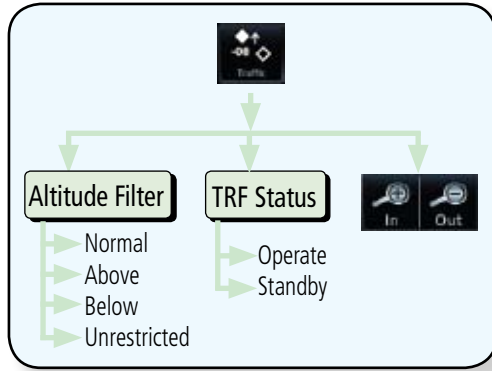 -08
Traffic
Altitude Filter
Normal
Above
Below
Unrestricted
TRF Status
Operate
Standby
In
Out